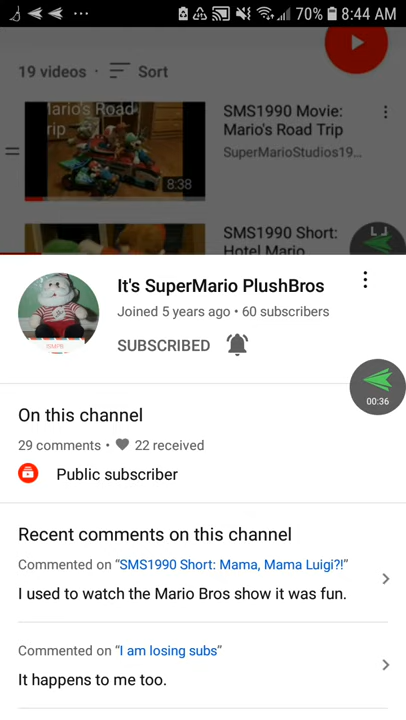 70% 8:44 AM
19 videos · Sort
Mario's Road
rip
8:38
SMS1990 Movie:
Mario's Road Trip
SuperMarioStudios19...
SMS1990 Short:
Hotel Mario
It's SuperMario PlushBros
Joined 5 years ago • 60 subscribers
SUBSCRIBED
00:36
On this channel
29 comments • 22 received
Public subscriber
Recent comments on this channel
Commented on “SMS1990 Short: Mama, Mama Luigi?!”
I used to watch the Mario Bros show it was fun.
Commented on “I am losing subs”
It happens to me too.